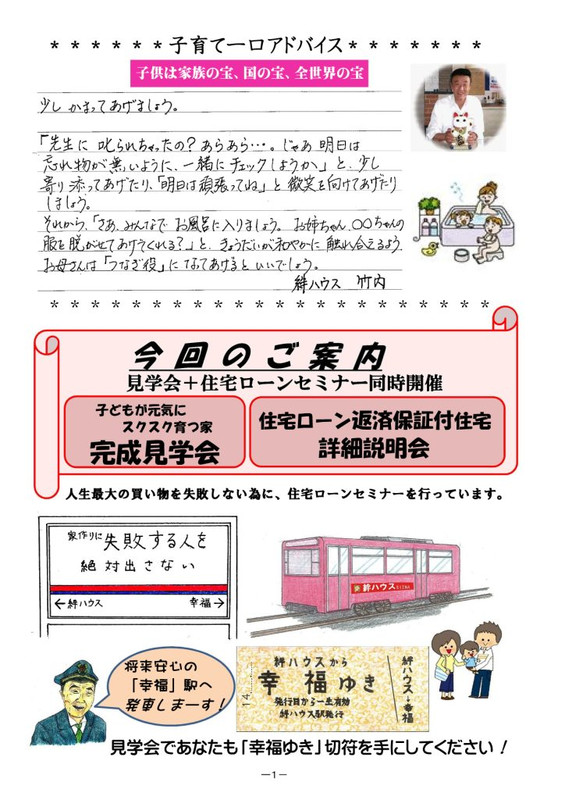 ＊＊＊＊＊＊子育て一口アドバイス＊＊＊＊＊＊＊
子供は家族の宝、国の宝、全世界の宝
少し かまってあげましょう。
「先生に 叱られちゃったの？あらあら…。じゃあ 明日は
忘れ物が無いように、一緒にチェックしようか」と、少し
寄り添ってあげたり、「明日は頑張ってね」と 微笑を向けてあげたり
しましょう。
それから、「さあ、みんなで お風呂に入りましょう。お姉ちゃん、〇〇ちゃんの
服を脱がせてあげてくれる？」と、きょうだいが和やかに 触れ合えるよう
お母さんは「つなぎ役」に なってあげると いいでしょう。
絆ハウス 竹内
＊＊＊＊＊＊＊＊＊＊＊＊＊＊＊＊＊＊＊＊
今回のご案内
見学会＋住宅ローンセミナー同時開催
子どもが元気に
スクスク育つ家
完成見学会
住宅ローン返済保証付住宅
詳細説明会
人生最大の買い物を失敗しない為に、住宅ローンセミナーを行っています。
家作りに失敗する人を
絶対出さない
←絆ハウス 幸福→
絆ハウス
将来安心の
「幸福」駅へ
発車しまーす！
絆ハウスから
幸福ゆき
発行日から一生有効
絆ハウス駅発行
14
絆ハウス→幸福
見学会であなたも「幸福ゆき」切符を手にしてください！
－1－